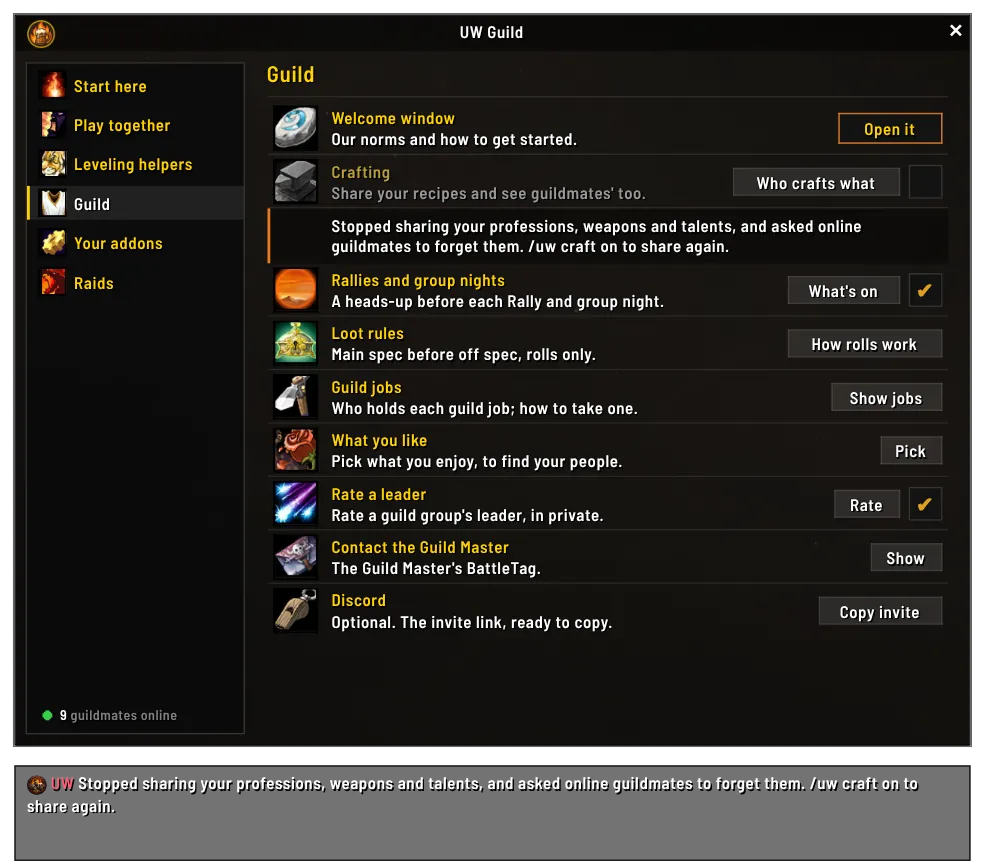 UW Guild
Start here
Play together
Leveling helpers
Guild
Your addons
Raids
9 guildmates online
Guild
Welcome window
Our norms and how to get started.
Open it
Crafting
Share your recipes and see guildmates' too.
Who crafts what
Stopped sharing your professions, weapons and talents, and asked online
guildmates to forget them. /uw craft on to share again.
Rallies and group nights
A heads-up before each Rally and group night.
What's on
Loot rules
Main spec before off spec, rolls only.
How rolls work
Guild jobs
Who holds each guild job; how to take one.
Show jobs
What you like
Pick what you enjoy, to find your people.
Pick
Rate a leader
Rate a guild group's leader, in private.
Rate
Contact the Guild Master
The Guild Master's BattleTag.
Show
Discord
Optional. The invite link, ready to copy.
Copy invite
UW Stopped sharing your professions, weapons and talents, and asked online guildmates to forget them. /uw craft on to
share again.